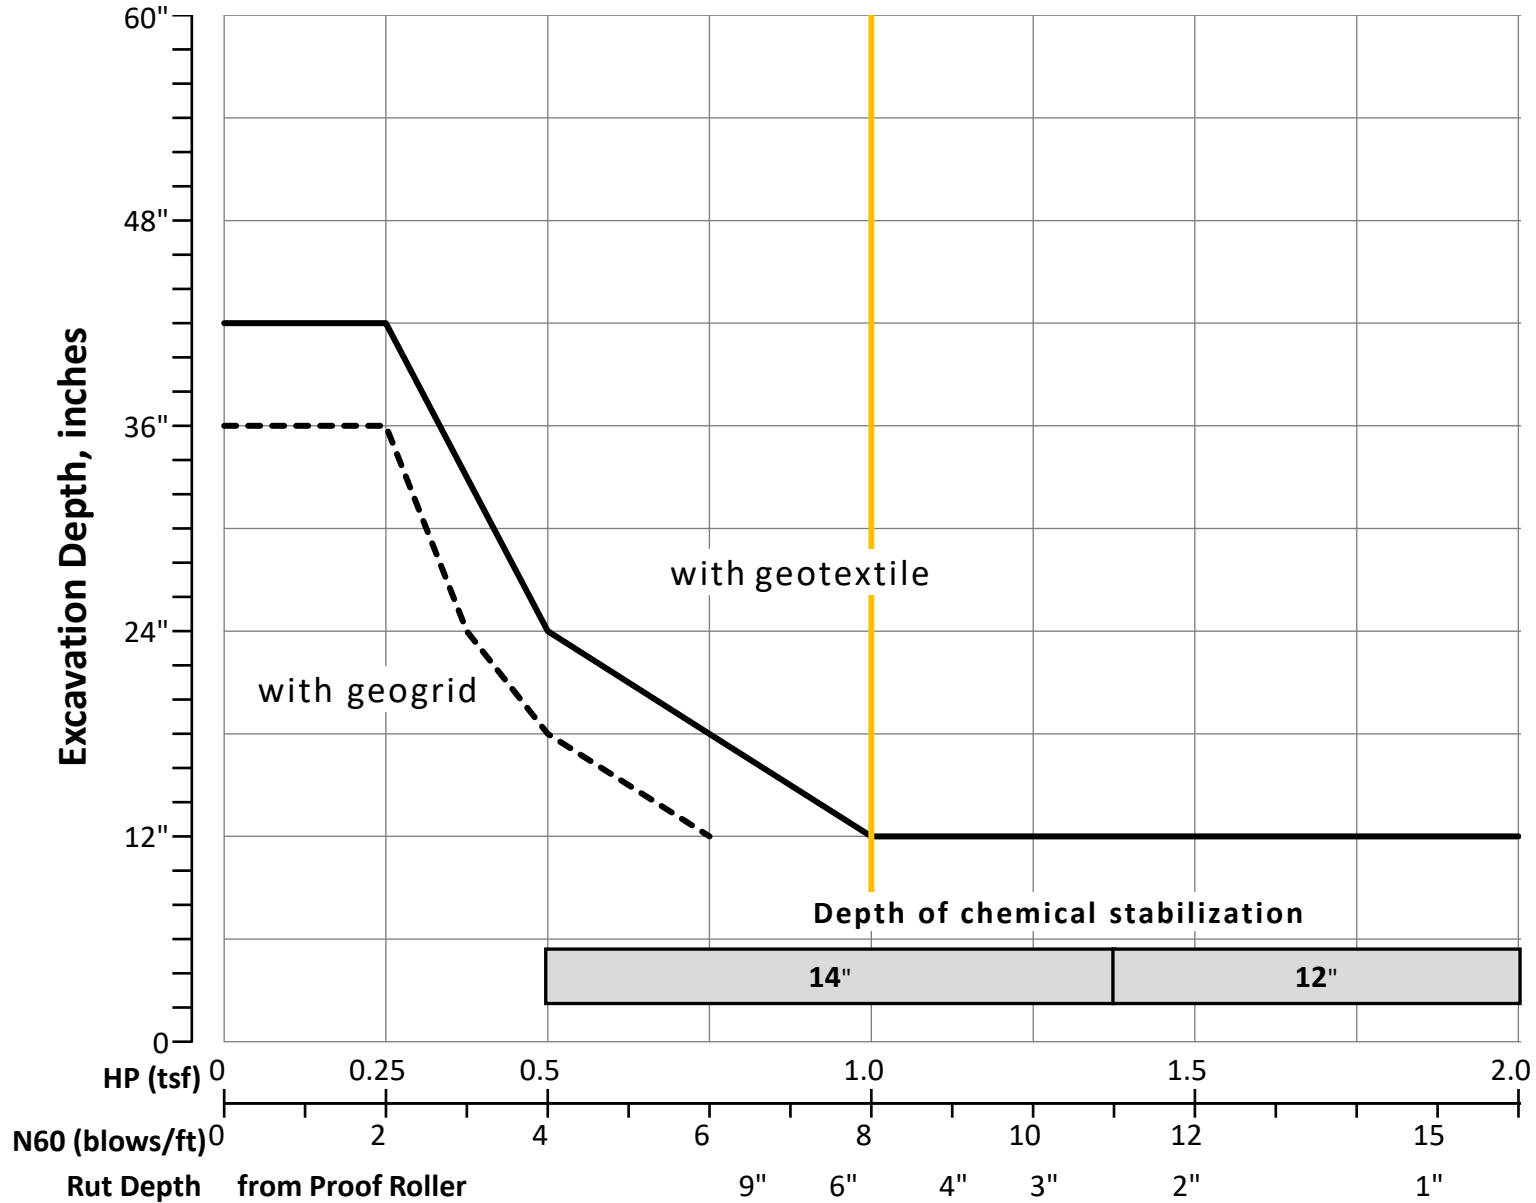 60"
48"
36"
24"
12"
0
Excavation Depth, inches
with geotextile
with geogrid
Depth of chemical stabilization
14" 12"
HP (tsf) 0 0.25 0.5 1.0 1.5 2.0
N60 (blows/ft) 0 2 4 6 8 10 12 15
Rut Depth from Proof Roller 9" 6" 4" 3" 2" 1"